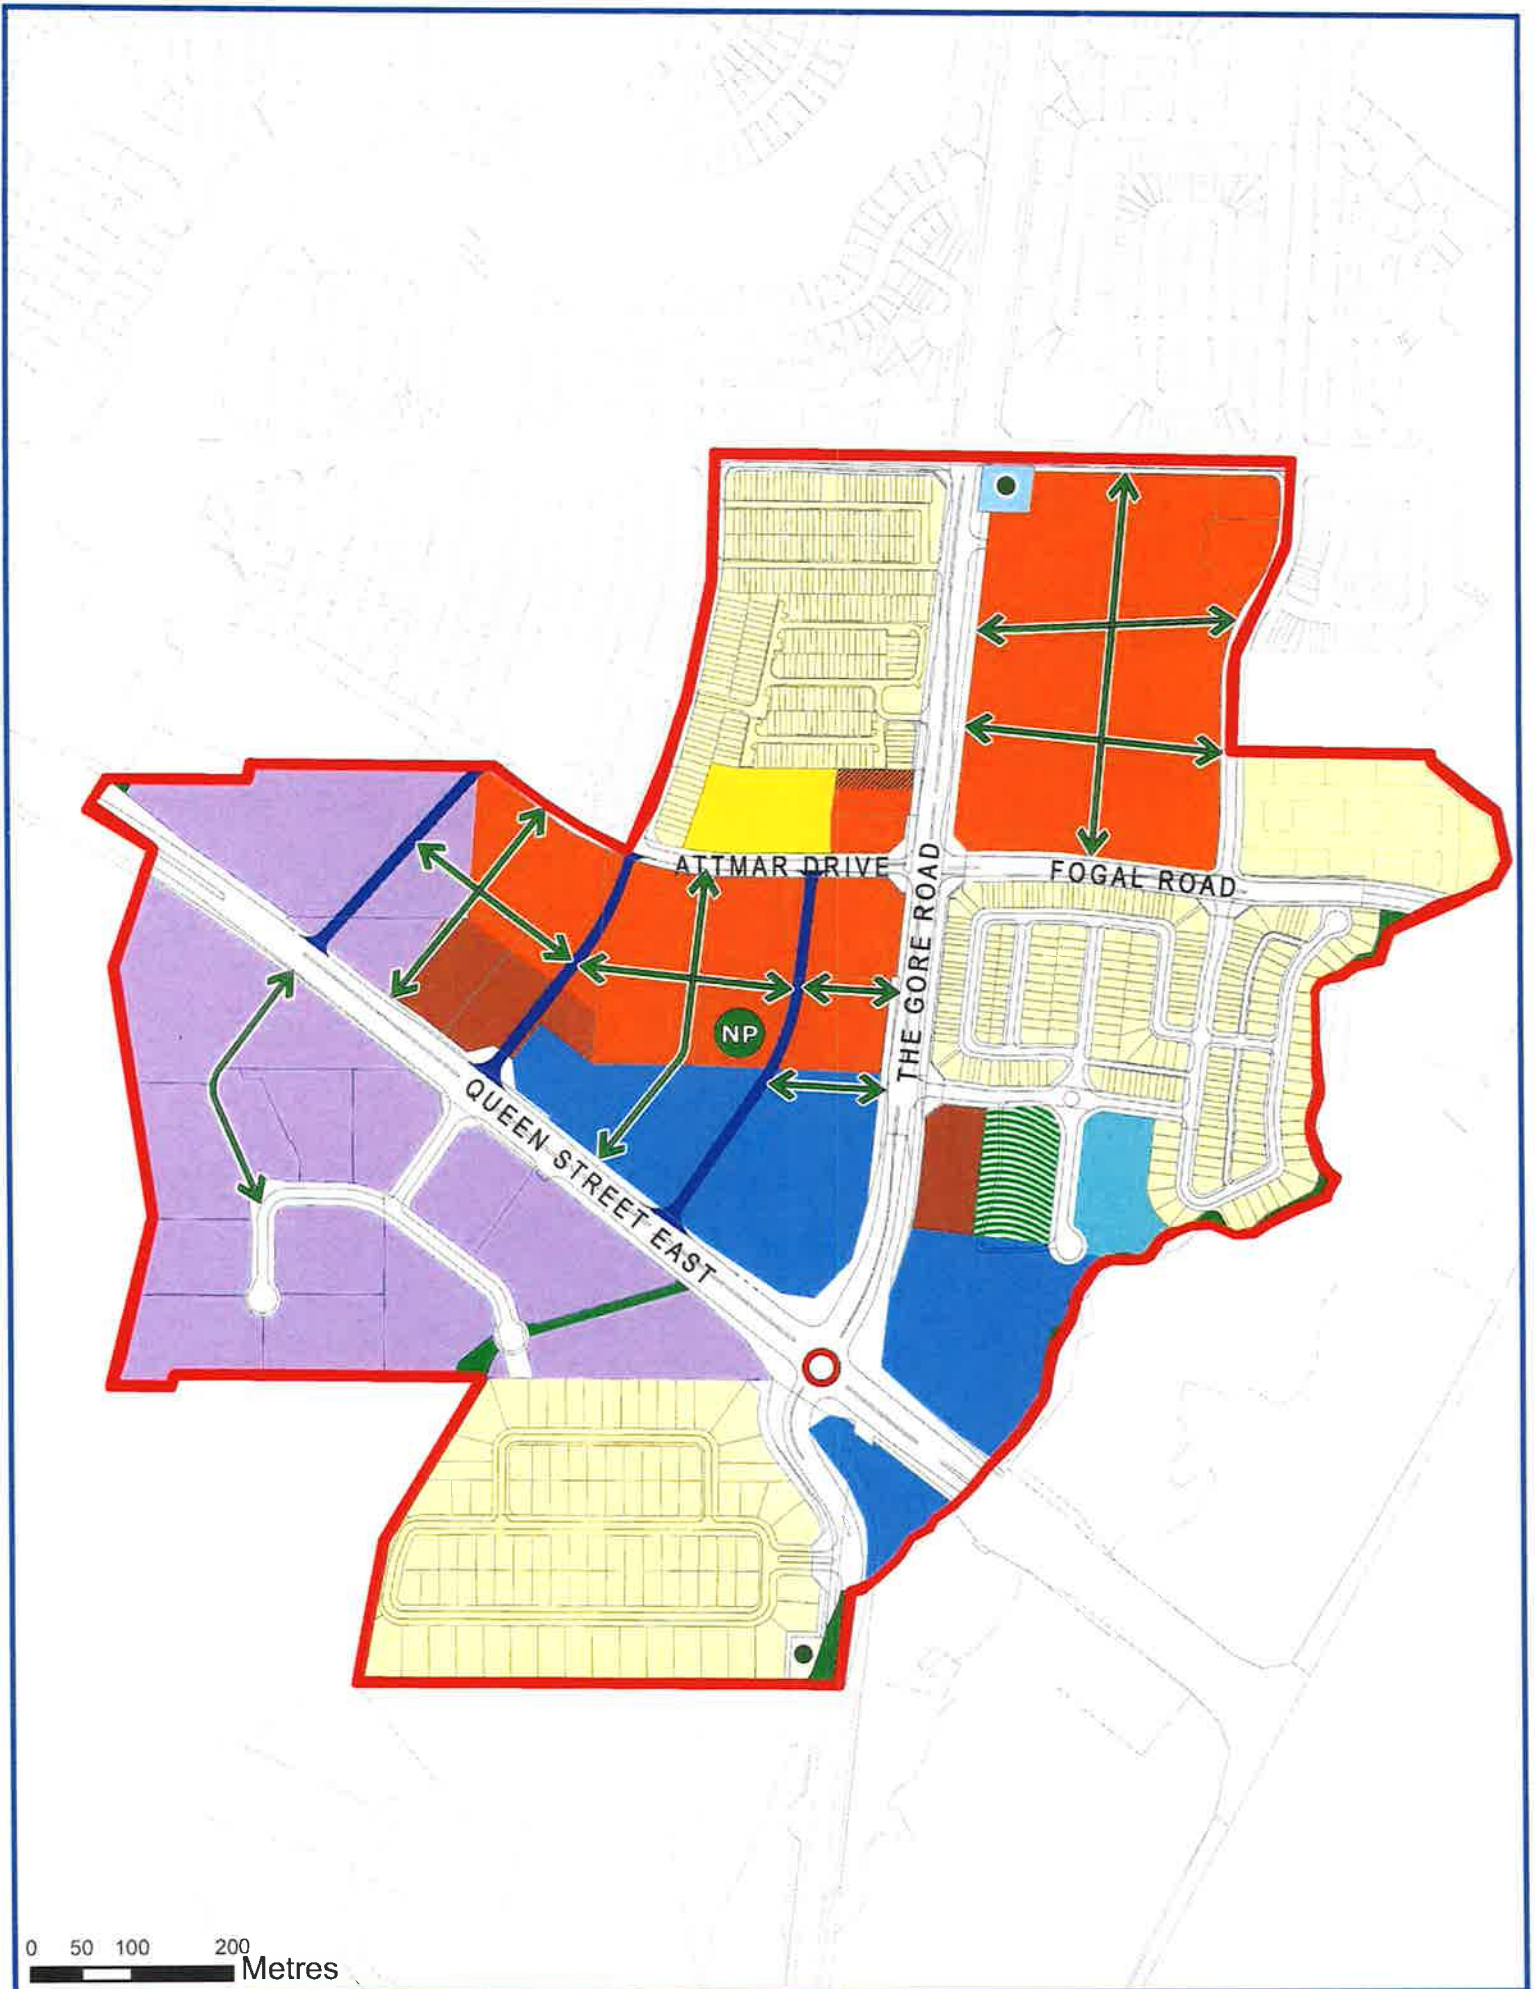 ATTMAR DRIVE
FOGAL ROAD
THE GORE ROAD
NP
QUEEN STREET EAST
0 50 100 200
Metres